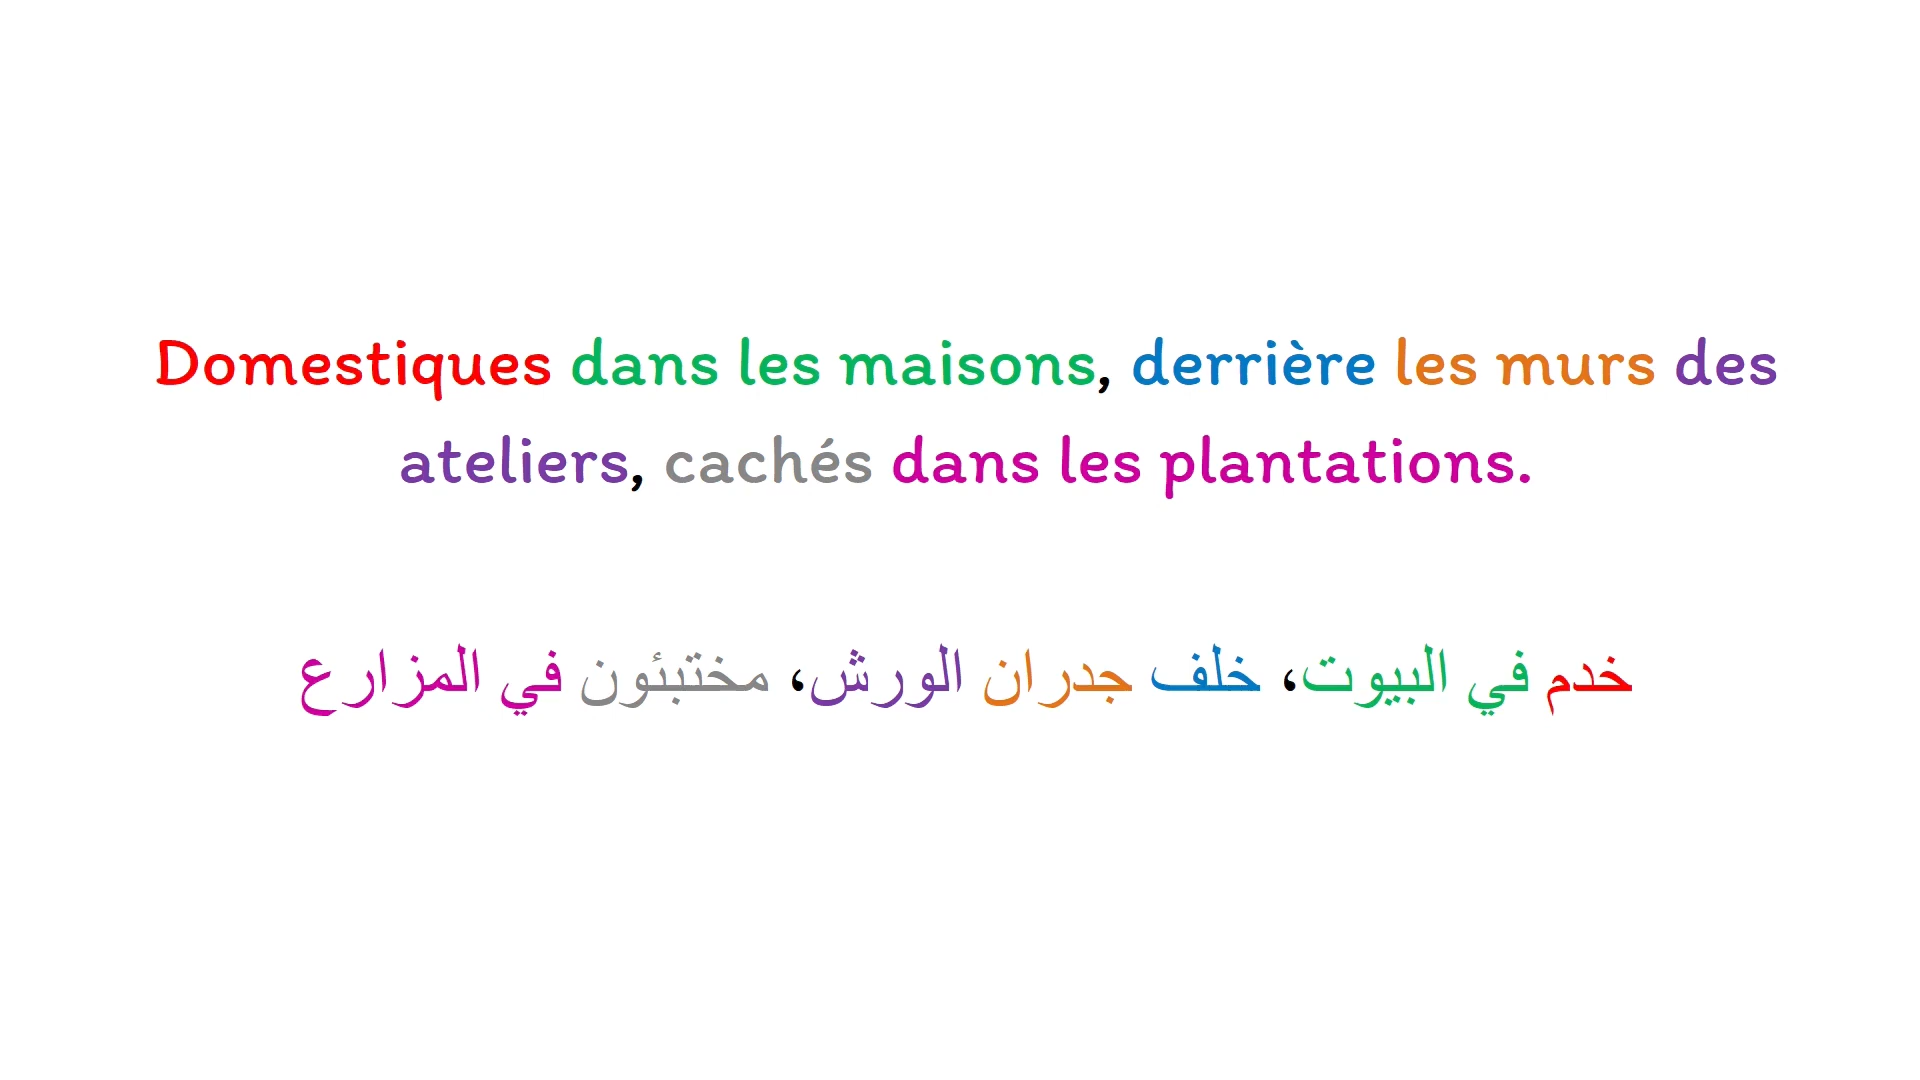 Domestiques dans les maisons, derrière les murs des
ateliers, cachés dans les plantations.
خدم في البيوت، خلف جدران الورش، مختبئون في المزارع